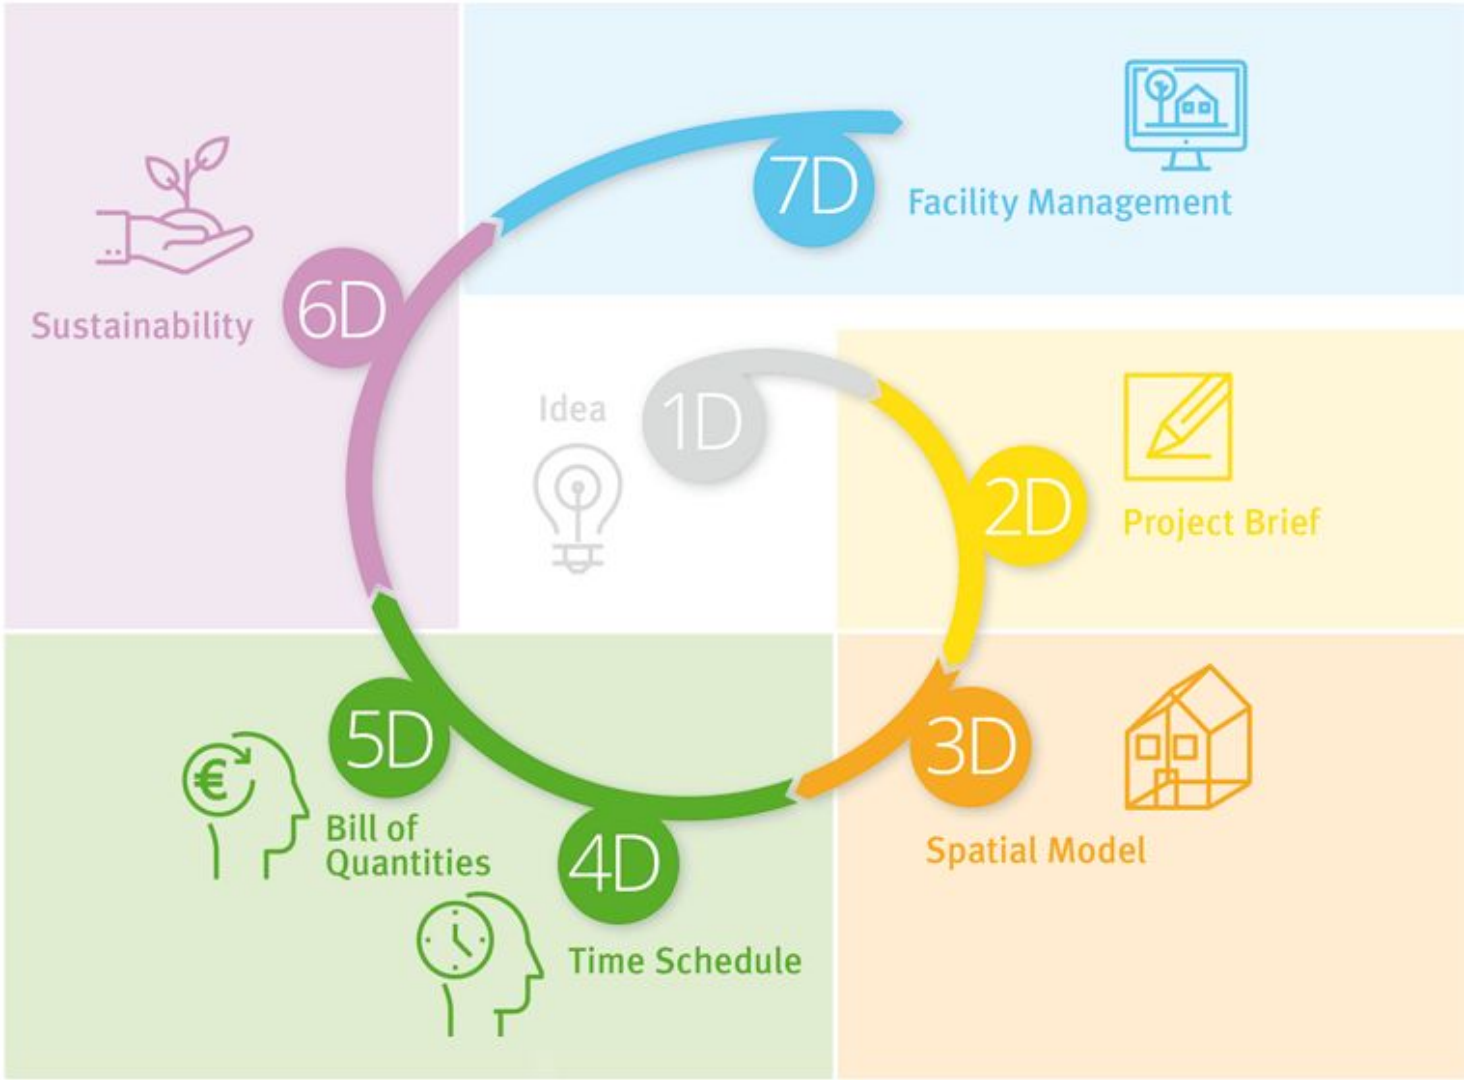 7D
Facility Management
6D
Sustainability
Idea
1D
2D
Project Brief
3D
Spatial Model
5D
€
Bill of
Quantities
4D
Time Schedule